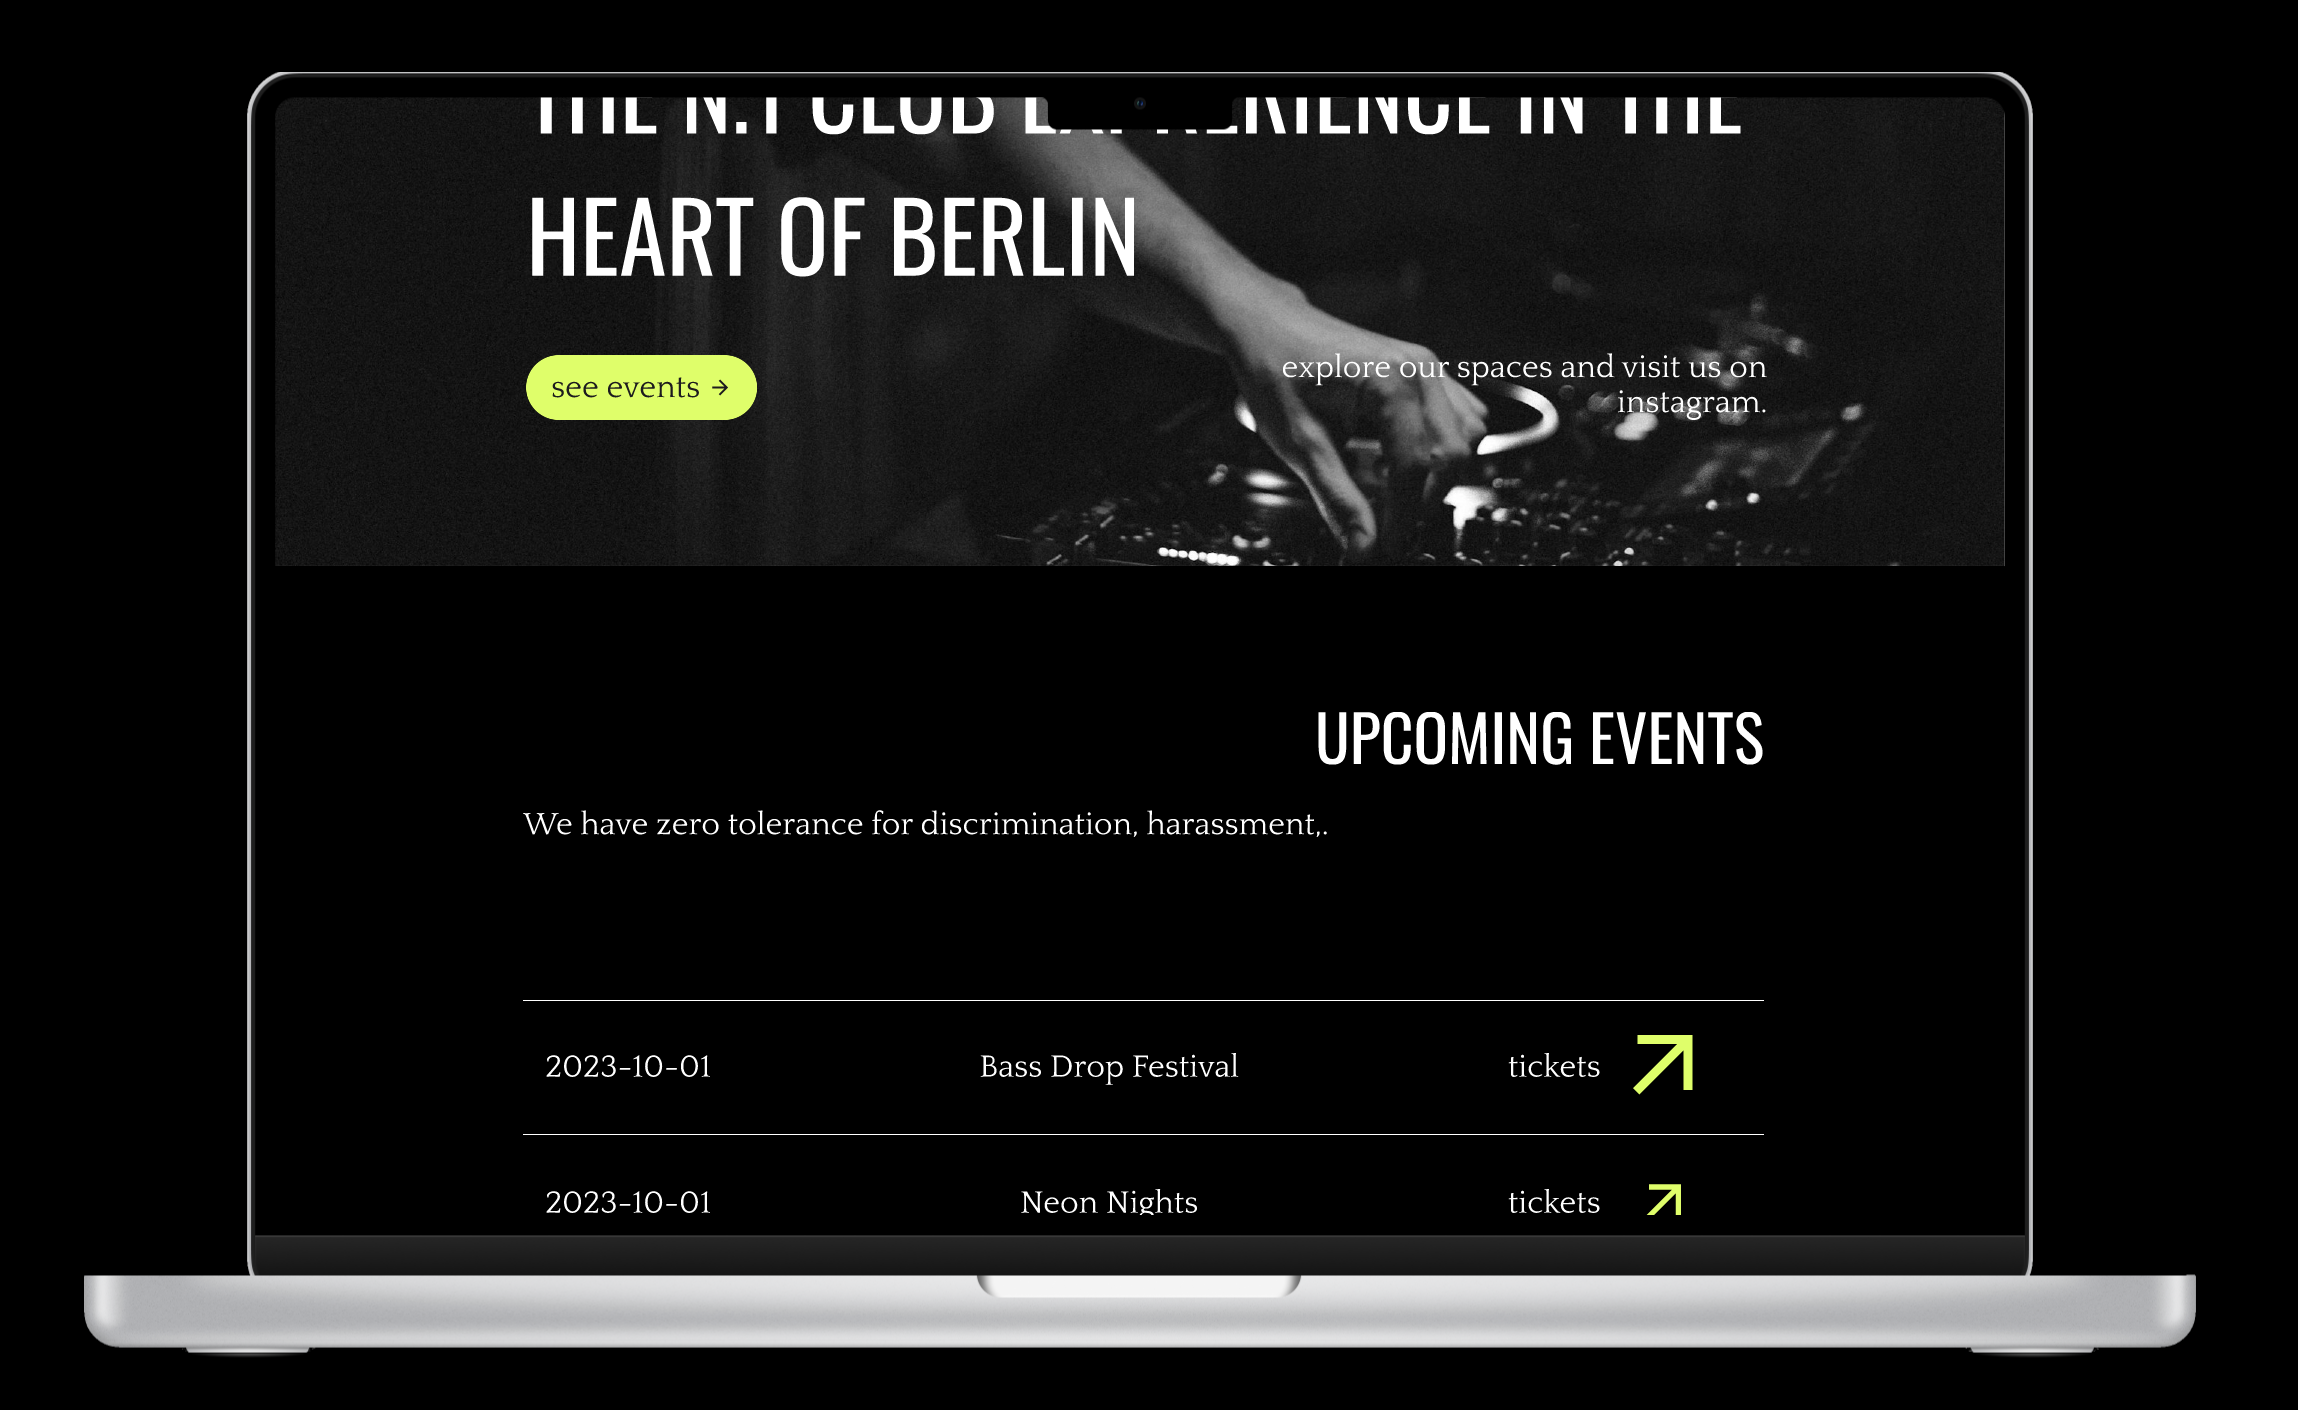 THE N.1 CLUB IN THE
HEART OF BERLIN
see events →
explore our spaces and visit us on
instagram.
UPCOMING EVENTS
We have zero tolerance for discrimination, harassment,.
2023-10-01 Bass Drop Festival tickets
2023-10-01 Neon Nights tickets